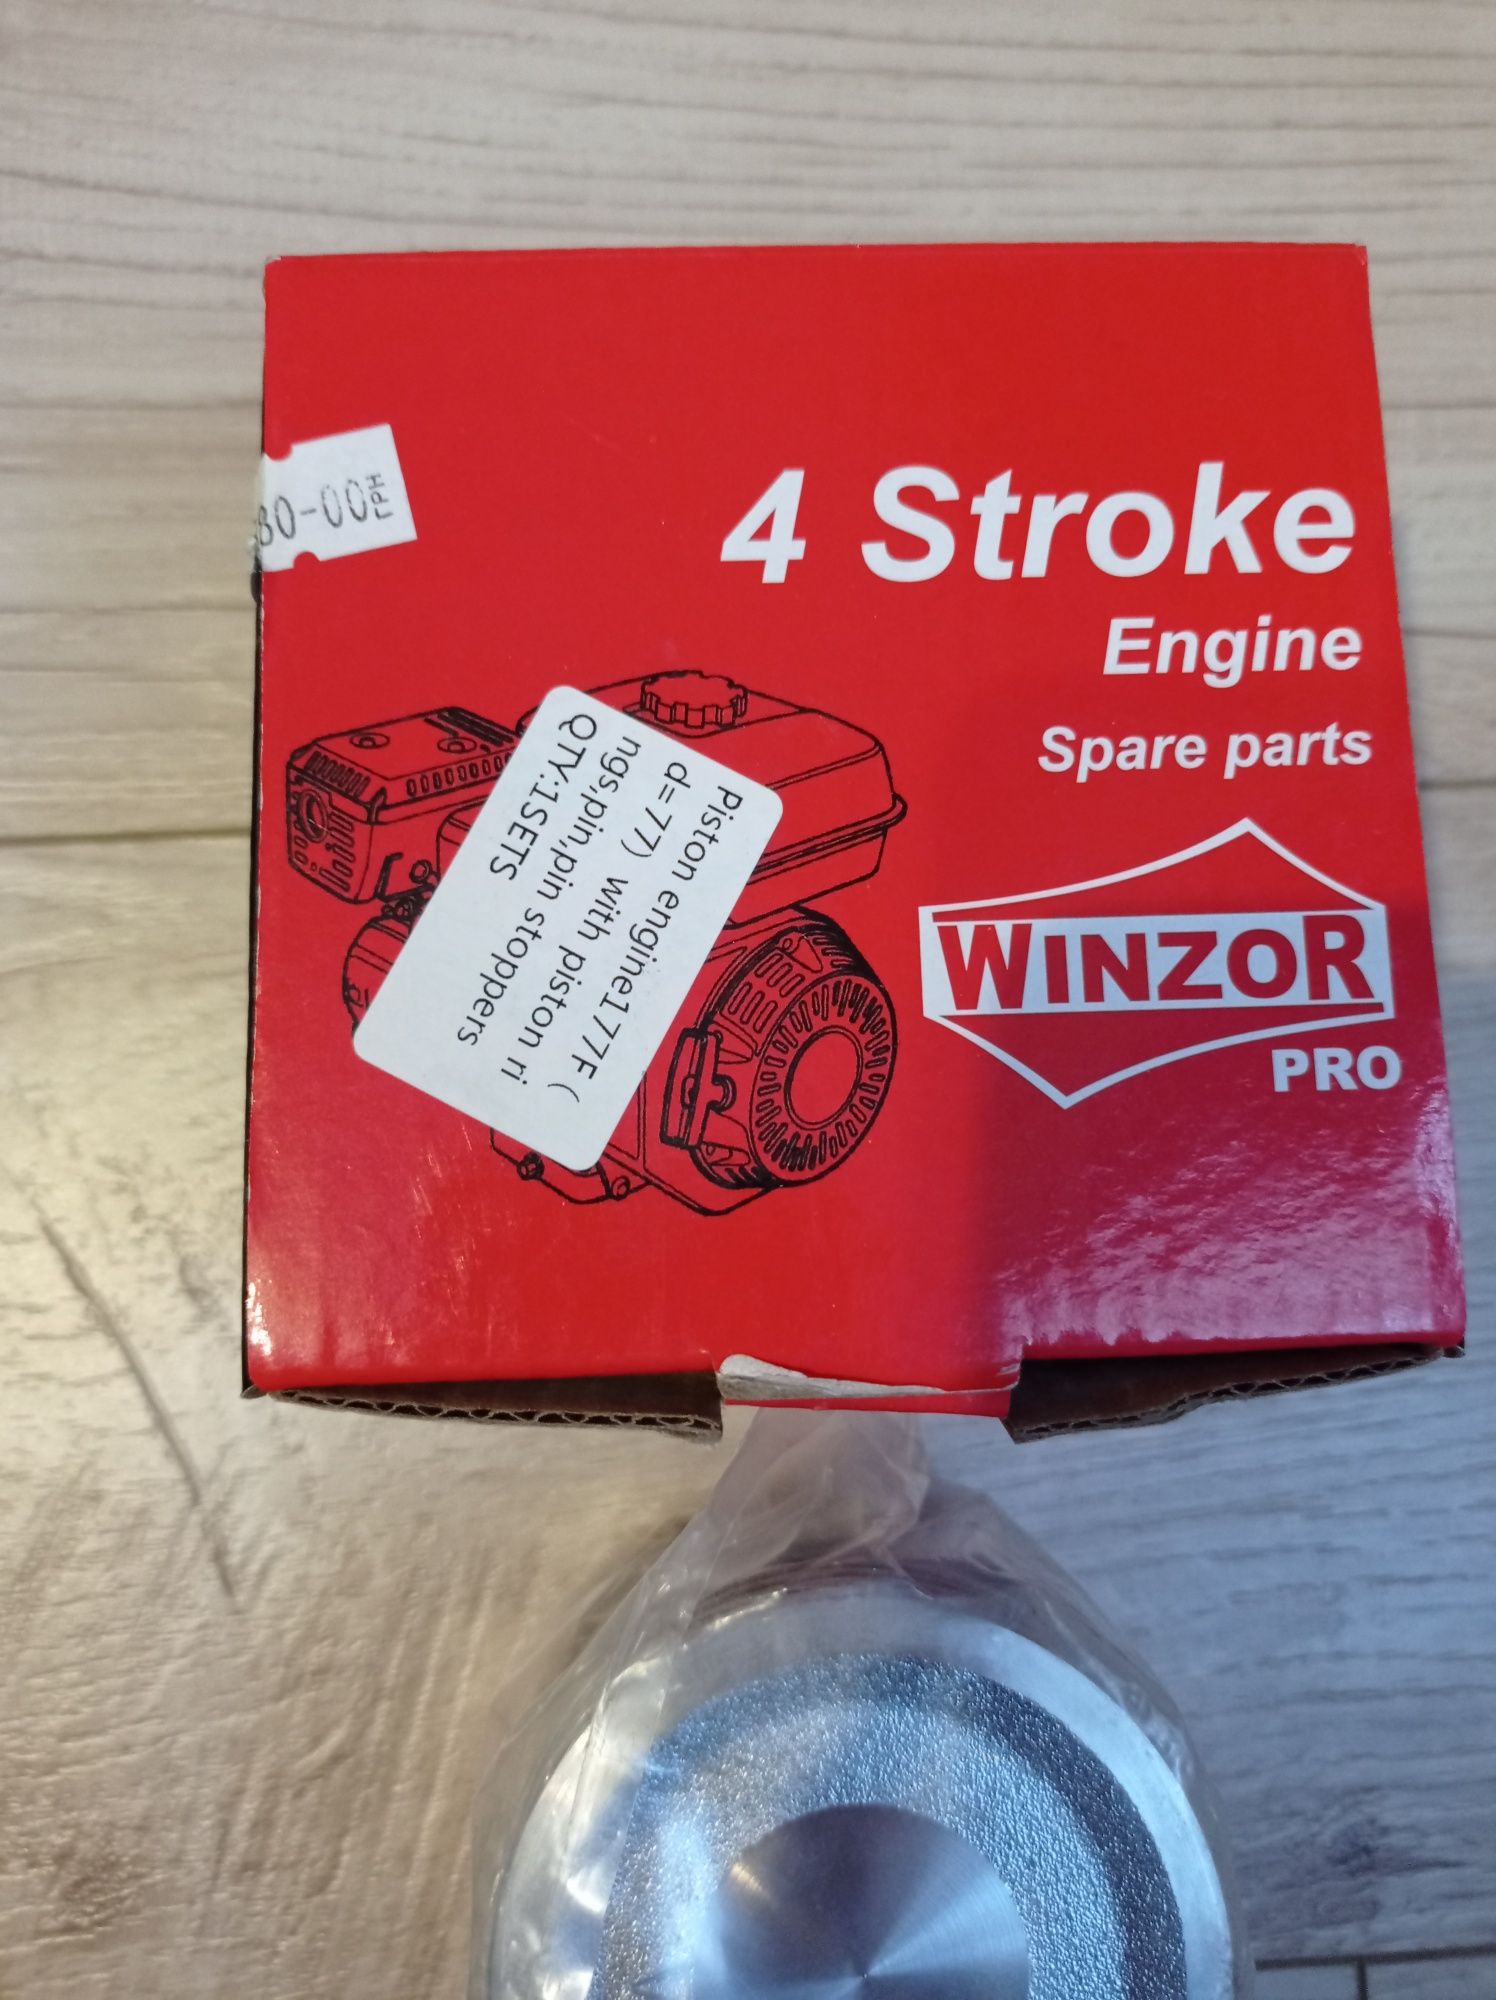 80-00
грн
4 Stroke
Engine
Spare parts
WINZOR
PRO
Piston engine177F (
d=77) with piston ri
ngs,pin,pin stoppers
QTY:1SETS